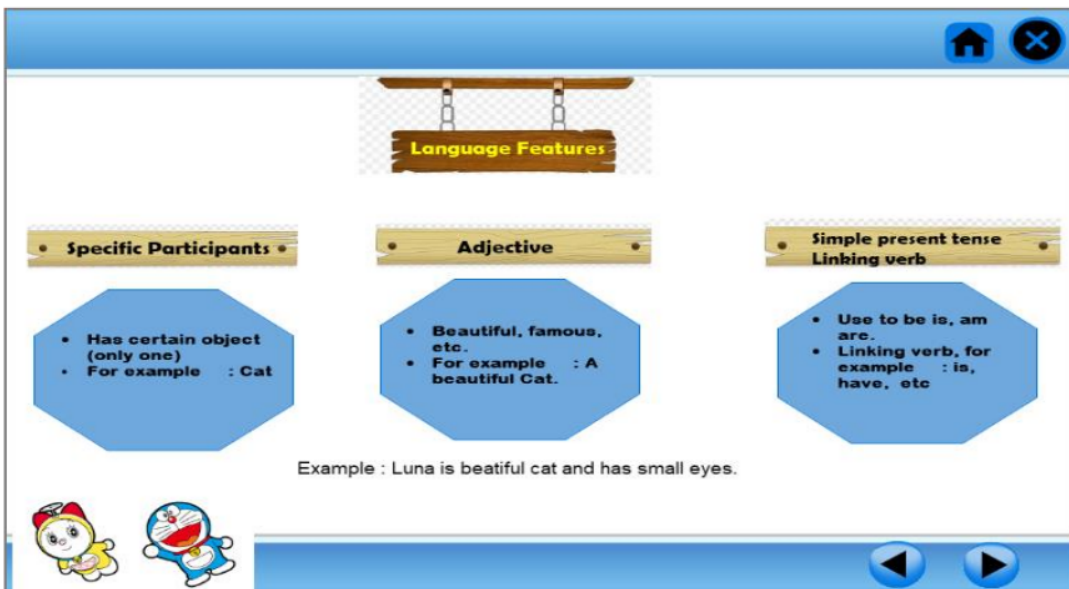 Language Features
Specific Participants
• Has certain object
(only one)
• For example : Cat
Adjective
• Beautiful, famous,
etc.
• For example : A
beautiful Cat.
Simple present tense
Linking verb
• Use to be is, am
are.
• Linking verb, for
example : is,
have, etc
Example : Luna is beatiful cat and has small eyes.